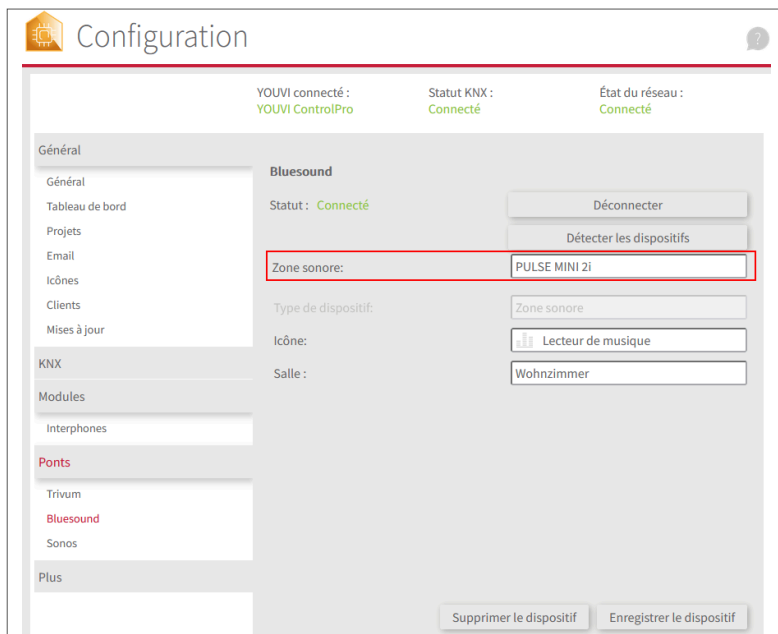 Configuration
?
YOUVI connecté :
Statut KNX :
État du réseau :
YOUVI ControlPro
Connecté
Connecté
Général
Général
Tableau de bord
Projets
Email
Icônes
Clients
Mises à jour
KNX
Modules
Interphones
Ponts
Trivum
Bluesound
Sonos
Plus
Bluesound
Statut : Connecté
Déconnecter
Détecter les dispositifs
Zone sonore:
PULSE MINI 2i
Type de dispositif:
Zone sonore
Icône:
Lecteur de musique
Salle :
Wohnzimmer
Supprimer le dispositif
Enregistrer le dispositif